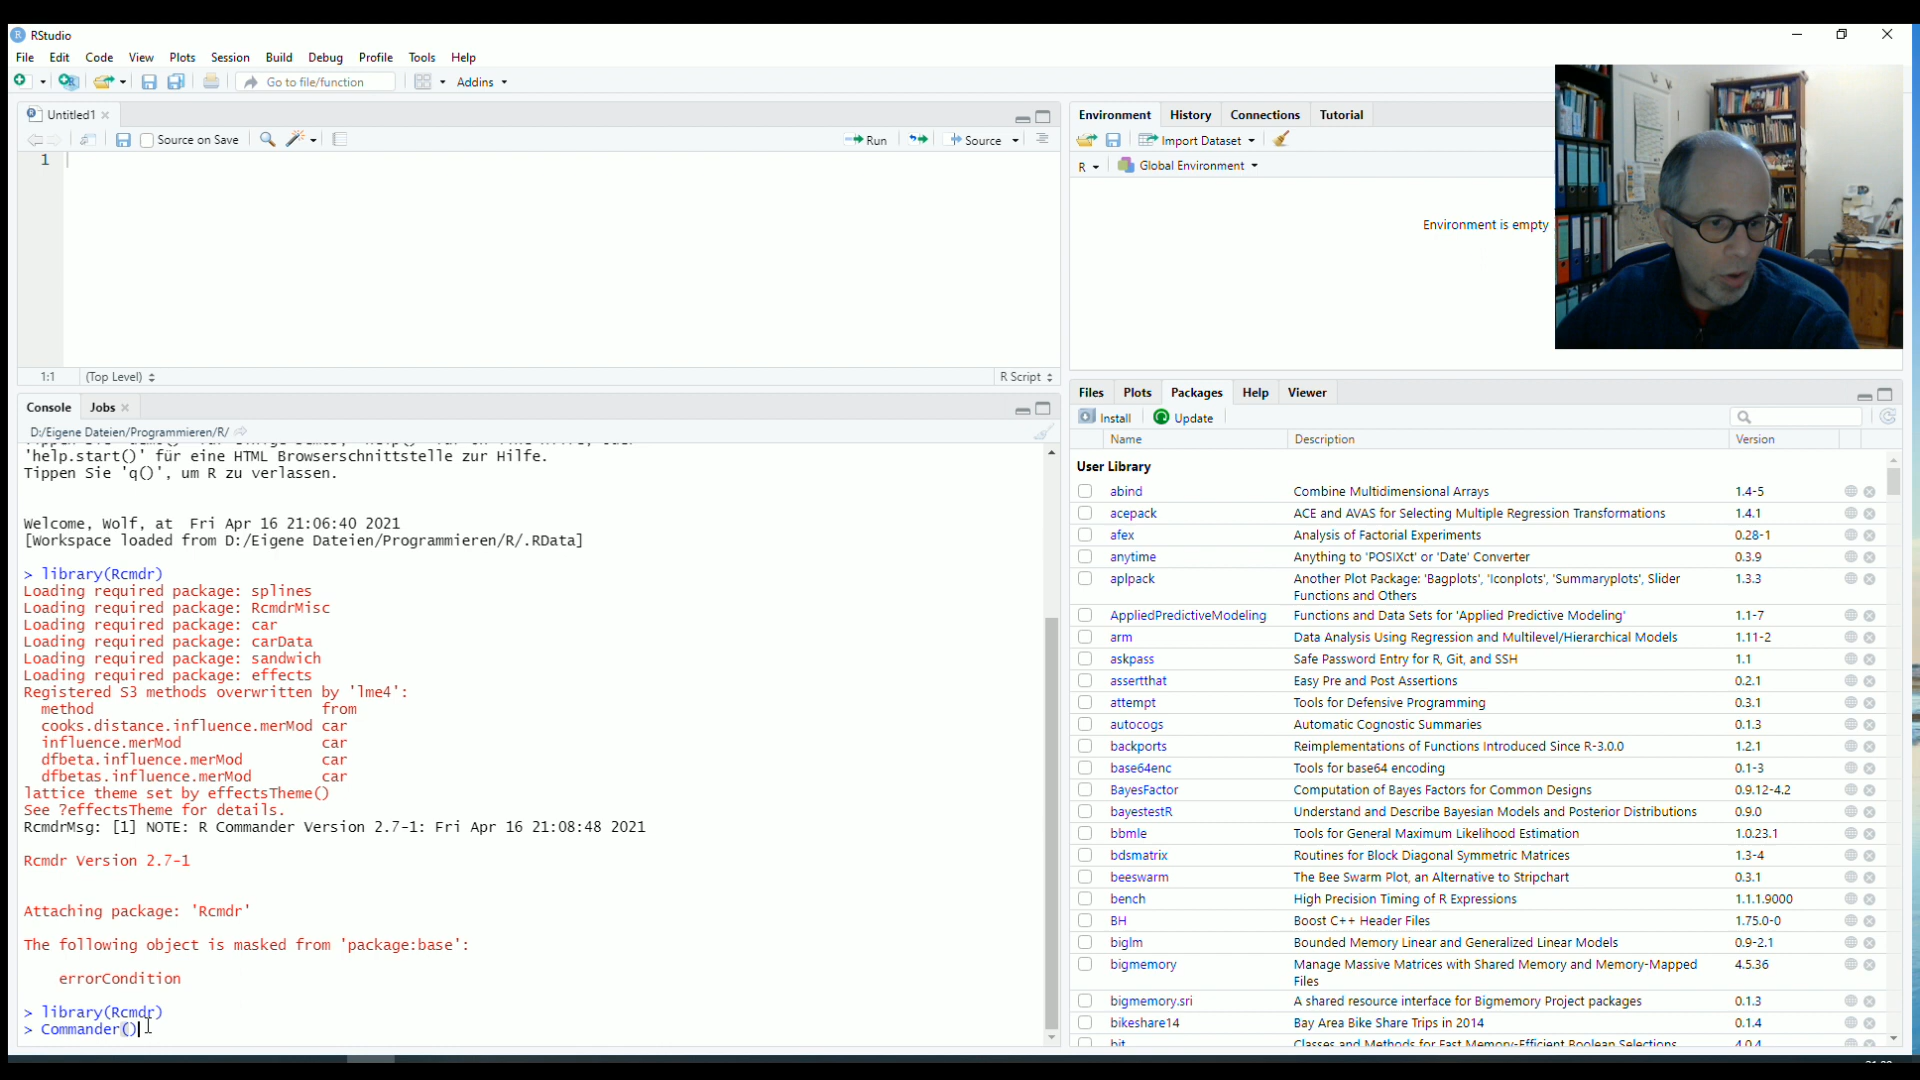 RStudio
File Edit Code View Plots Session Build Debug Profile Tools Help
Go to file/function Addins
Untitled1
Source on Save Run Source
1
1:1 (Top Level) R Script
Console Jobs
D:/Eigene Dateien/Programmieren/R/
'help.start()' für eine HTML Browserschnittstelle zur Hilfe.
Tippen Sie 'q()', um R zu verlassen.
Welcome, Wolf, at Fri Apr 16 21:06:40 2021
[Workspace loaded from D:/Eigene Dateien/Programmieren/R/.RData]
> library(Rcmdr)
Loading required package: splines
Loading required package: RcmdrMisc
Loading required package: car
Loading required package: carData
Loading required package: sandwich
Loading required package: effects
Registered S3 methods overwritten by 'lme4':
method from
cooks.distance.influence.merMod car
influence.merMod car
dfbeta.influence.merMod car
dfbetas.influence.merMod car
lattice theme set by effectsTheme()
See ?effectsTheme for details.
RcmdrMsg: [1] NOTE: R Commander Version 2.7-1: Fri Apr 16 21:08:48 2021
Rcmdr Version 2.7-1
Attaching package: 'Rcmdr'
The following object is masked from 'package:base':
errorCondition
> library(Rcmdr)
> Commander()
Environment History Connections Tutorial
Import Dataset
R Global Environment
Environment is empty
Files Plots Packages Help Viewer
Install Update
Name Description Version
User Library
abind Combine Multidimensional Arrays 1.4-5
acepack ACE and AVAS for Selecting Multiple Regression Transformations 1.4.1
afex Analysis of Factorial Experiments 0.28-1
anytime Anything to 'POSIXct' or 'Date' Converter 0.3.9
aplpack Another Plot Package: 'Bagplots', 'Iconplots', 'Summaryplots', Slider 1.3.3
Functions and Others
AppliedPredictiveModeling Functions and Data Sets for 'Applied Predictive Modeling' 1.1-7
arm Data Analysis Using Regression and Multilevel/Hierarchical Models 1.11-2
askpass Safe Password Entry for R, Git, and SSH 1.1
assertthat Easy Pre and Post Assertions 0.2.1
attempt Tools for Defensive Programming 0.3.1
autocogs Automatic Cognostic Summaries 0.1.3
backports Reimplementations of Functions Introduced Since R-3.0.0 1.2.1
base64enc Tools for base64 encoding 0.1-3
BayesFactor Computation of Bayes Factors for Common Designs 0.9.12-4.2
bayestestR Understand and Describe Bayesian Models and Posterior Distributions 0.9.0
bbmle Tools for General Maximum Likelihood Estimation 1.0.23.1
bdsmatrix Routines for Block Diagonal Symmetric Matrices 1.3-4
beeswarm The Bee Swarm Plot, an Alternative to Stripchart 0.3.1
bench High Precision Timing of R Expressions 1.1.1.9000
BH Boost C++ Header Files 1.75.0-0
biglm Bounded Memory Linear and Generalized Linear Models 0.9-2.1
bigmemory Manage Massive Matrices with Shared Memory and Memory-Mapped 4.5.36
Files
bigmemory.sri A shared resource interface for Bigmemory Project packages 0.1.3
bikeshare14 Bay Area Bike Share Trips in 2014 0.1.4
bit Classes and Methods for Fast Memory-Efficient Boolean Selections 4.0.4